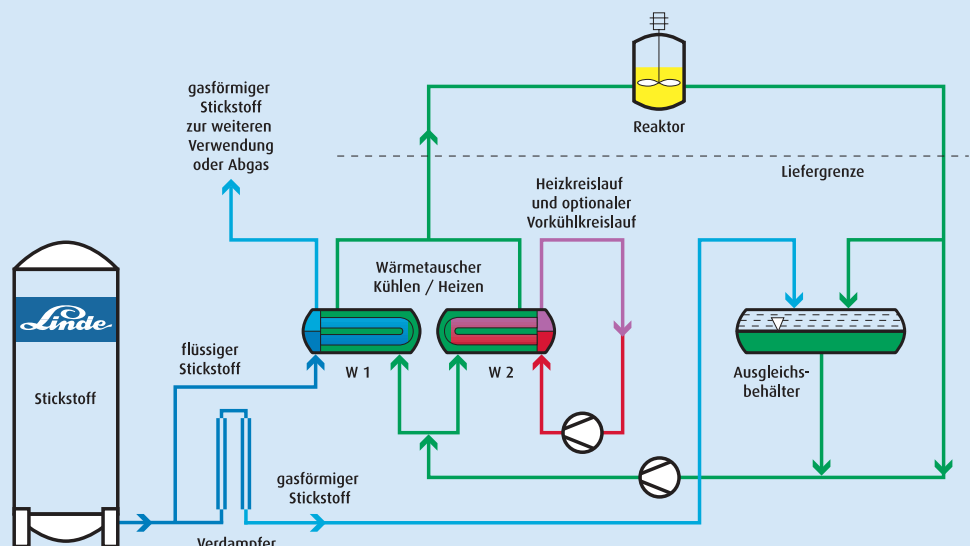 gasförmiger
Stickstoff
zur weiteren
Verwendung
oder Abgas
Reaktor
Liefergrenze
Heizkreislauf
und optionaler
Vorkühlkreislauf
Wärmetauscher
Kühlen / Heizen
Linde
flüssiger
Stickstoff
W 1
W 2
Ausgleichs-
behälter
Stickstoff
gasförmiger
Stickstoff
Verdampfer